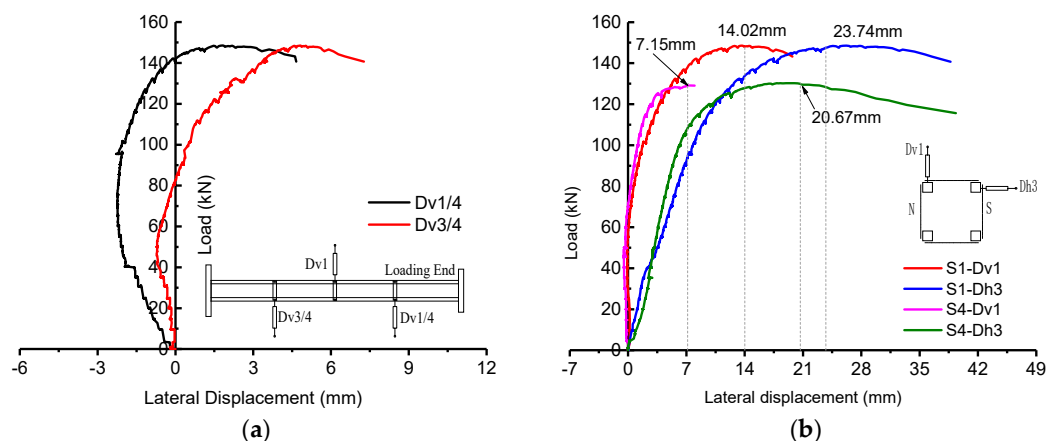 160
140
120
100
80
60
40
20
0
Load (kN)
Dv1/4
Dv3/4
Dv1
Loading End
Dv3/4
Dv1/4
-6 -3 0 3 6 9 12
Lateral Displacement (mm)
(a)
160
140
120
100
80
60
40
20
0
Load (kN)
7.15mm
14.02mm
23.74mm
20.67mm
Dv1
Dh3
N S
S1-Dv1
S1-Dh3
S4-Dv1
S4-Dh3
-7 0 7 14 21 28 35 42 49
Lateral displacement (mm)
(b)